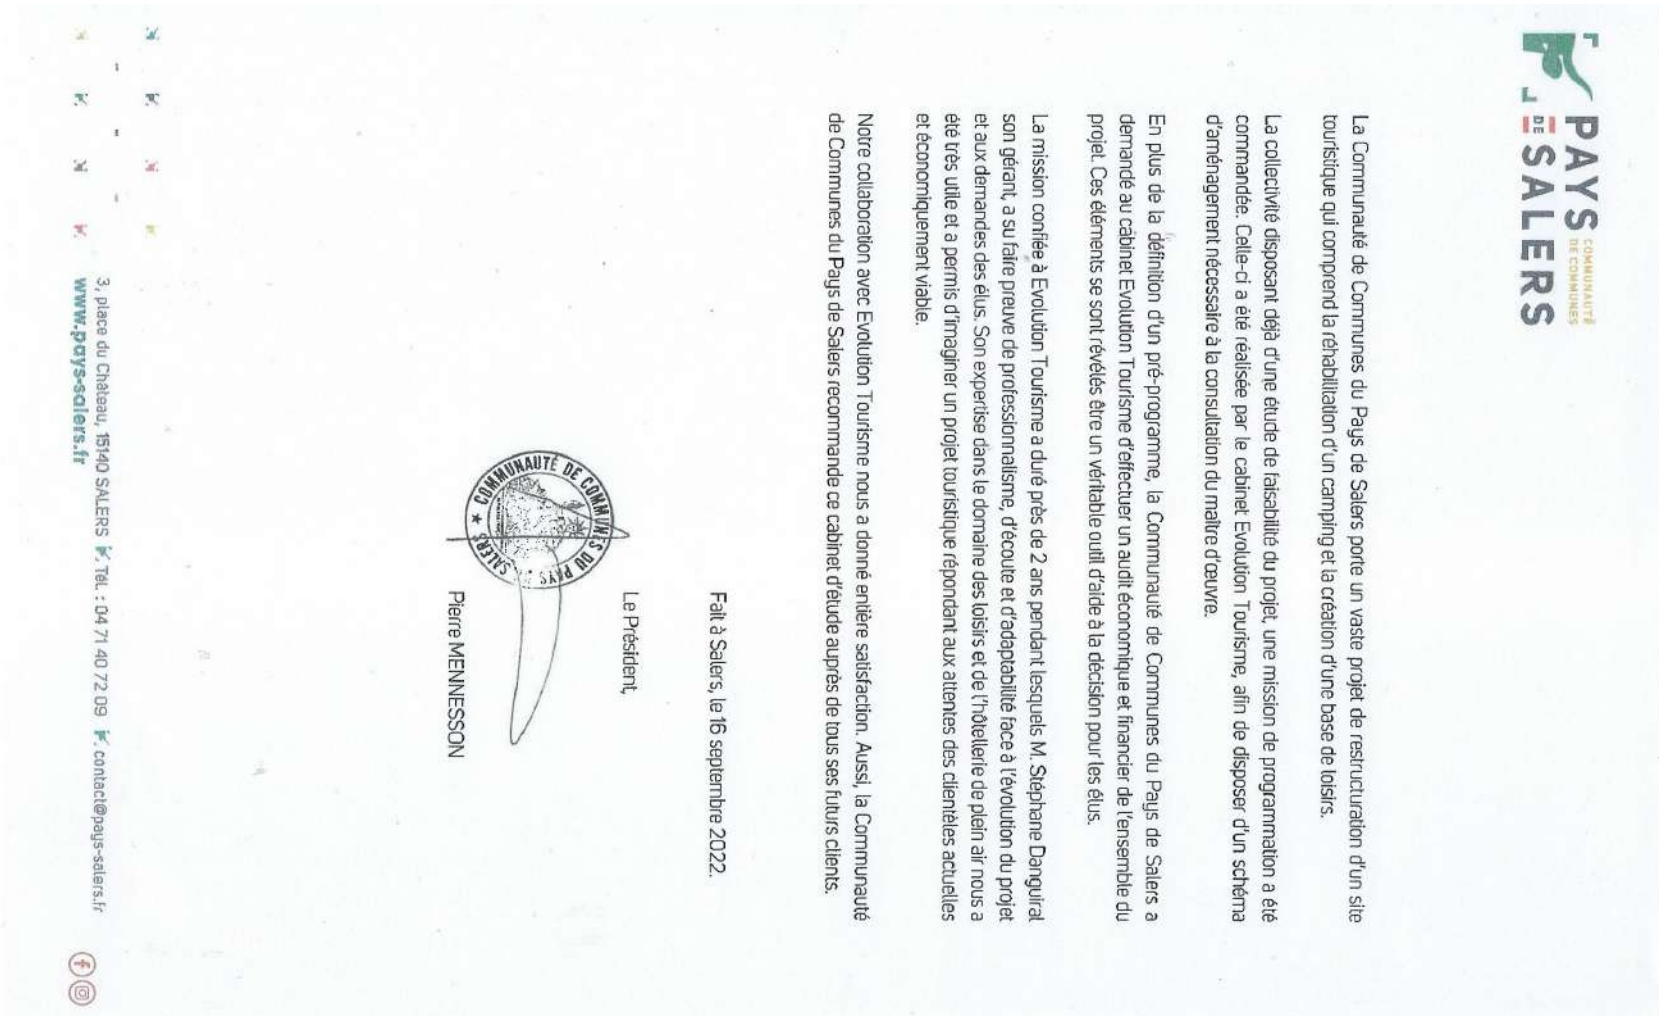 PAYS COMMUNAUTÉ
DE COMMUNES
DE SALERS
La Communauté de Communes du Pays de Salers porte un vaste projet de restructuration d'un site
touristique qui comprend la réhabilitation d'un camping et la création d'une base de loisirs.
La collectivité disposant déjà d'une étude de faisabilité du projet, une mission de programmation a été
commandée. Celle-ci a été réalisée par le cabinet Evolution Tourisme, afin de disposer d'un schéma
d'aménagement nécessaire à la consultation du maître d'œuvre.
En plus de la définition d'un pré-programme, la Communauté de Communes du Pays de Salers a
demandé au cabinet Evolution Tourisme d'effectuer un audit économique et financier de l'ensemble du
projet. Ces éléments se sont révélés être un véritable outil d'aide à la décision pour les élus.
La mission confiée à Evolution Tourisme a duré près de 2 ans pendant lesquels M. Stéphane Danguiral
son gérant, a su faire preuve de professionnalisme, d'écoute et d'adaptabilité face à l'évolution du projet
et aux demandes des élus. Son expertise dans le domaine des loisirs et de l'hôtellerie de plein air nous a
été très utile et a permis d'imaginer un projet touristique répondant aux attentes des clientèles actuelles
et économiquement viable.
Notre collaboration avec Evolution Tourisme nous a donné entière satisfaction. Aussi, la Communauté
de Communes du Pays de Salers recommande ce cabinet d'étude auprès de tous ses futurs clients.
Fait à Salers, le 16 septembre 2022.
Le Président,
COMMUNAUTÉ DE COMMUNES DU PAYS
SALERS
Pierre MENNESSON
3, place du Château, 15140 SALERS Tél. : 04 71 40 72 09 contact@pays-salers.fr
www.pays-salers.fr